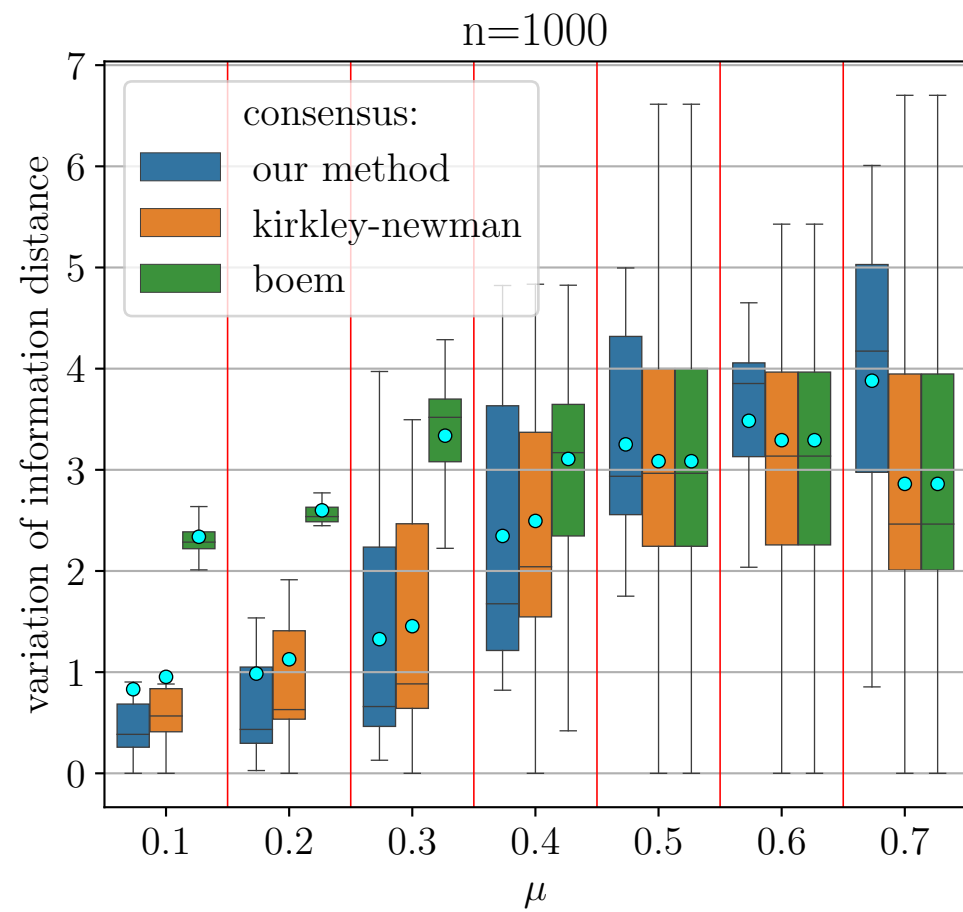 n=1000
variation of information distance
7
6
5
4
3
2
1
0
consensus:
our method
kirkley-newman
boem
0.1 0.2 0.3 0.4 0.5 0.6 0.7
μ